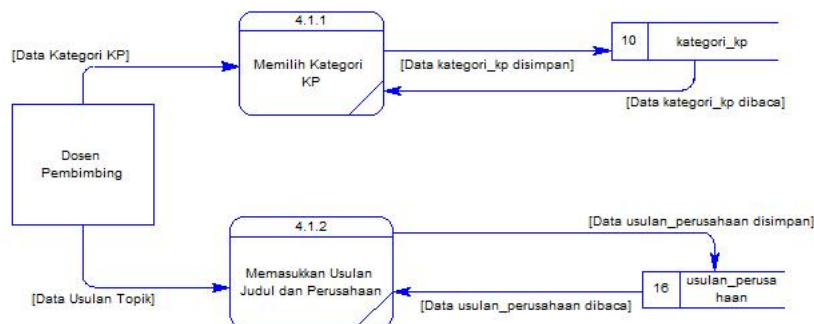 4.1.1
[Data Kategori KP]
Memilih Kategori
KP
[Data kategori_kp disimpan]
10
kategori_kp
[Data kategori_kp dibaca]
Dosen
Pembimbing
4.1.2
[Data usulan_perusahaan disimpan]
Memasukkan Usulan
Judul dan Perusahaan
16
usulan_perusa
haan
[Data Usulan Topik]
[Data usulan_perusahaan dibaca]